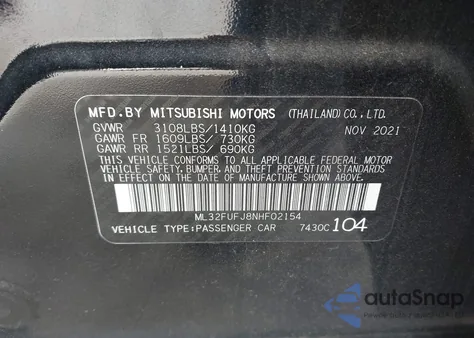 MFD.BY MITSUBISHI MOTORS (THAILAND)CO.,LTD.
GVWR 3108LBS/1410KG NOV 2021
GAWR FR 1609LBS/ 730KG
GAWR RR 1521LBS/ 690KG
THIS VEHICLE CONFORMS TO ALL APPLICABLE FEDERAL MOTOR
VEHICLE SAFETY,BUMPER,AND THEFT PREVENTION STANDARDS
IN EFFECT ON THE DATE OF MANUFACTURE SHOWN ABOVE.
ML32FUFJ8NHF02154
VEHICLE TYPE:PASSENGER CAR 7430C 104
autoSnap